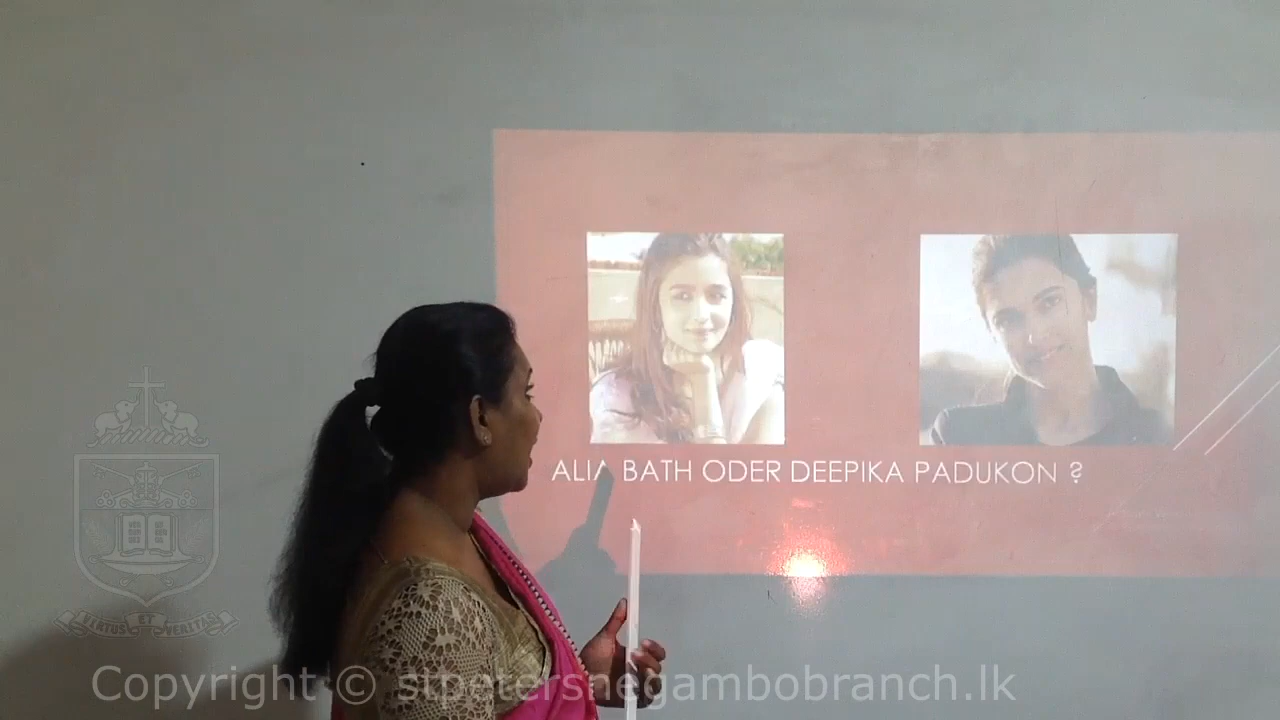 ALIA BATH ODER DEEPIKA PADUKON ?
VIRTUS ET VERITAS
Copyright © stpetersnegambobranch.lk